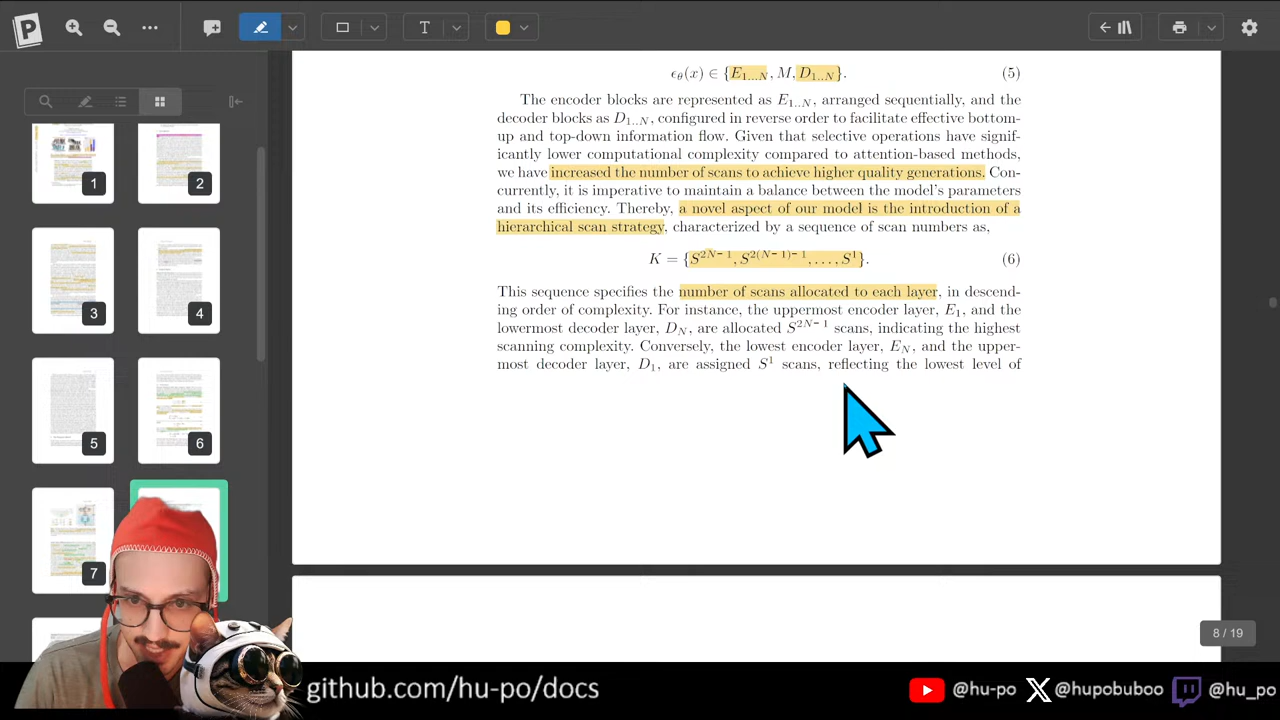 ϵθ(x) ∈ {E1...N, M, D1..N}. (5)
The encoder blocks are represented as E1..N, arranged sequentially, and the
decoder blocks as D1..N, configured in reverse order to facilitate effective bottom-
up and top-down information flow. Given that selective operations have signif-
icantly lower computational complexity compared to attention-based methods,
we have increased the number of scans to achieve higher quality generations. Con-
currently, it is imperative to maintain a balance between the model's parameters
and its efficiency. Thereby, a novel aspect of our model is the introduction of a
hierarchical scan strategy, characterized by a sequence of scan numbers as,
K = {S^2N−1, S^2(N−1)−1, . . . , S^1}. (6)
This sequence specifies the number of scans allocated to each layer, in descend-
ing order of complexity. For instance, the uppermost encoder layer, E1, and the
lowermost decoder layer, DN, are allocated S^2N−1 scans, indicating the highest
scanning complexity. Conversely, the lowest encoder layer, EN, and the upper-
most decoder layer, D1, are assigned S^1 scans, reflecting the lowest level of
1
2
3
4
5
6
7
8 / 19
P
T
github.com/hu-po/docs
@hu-po
@hupobuboo
@hu_po